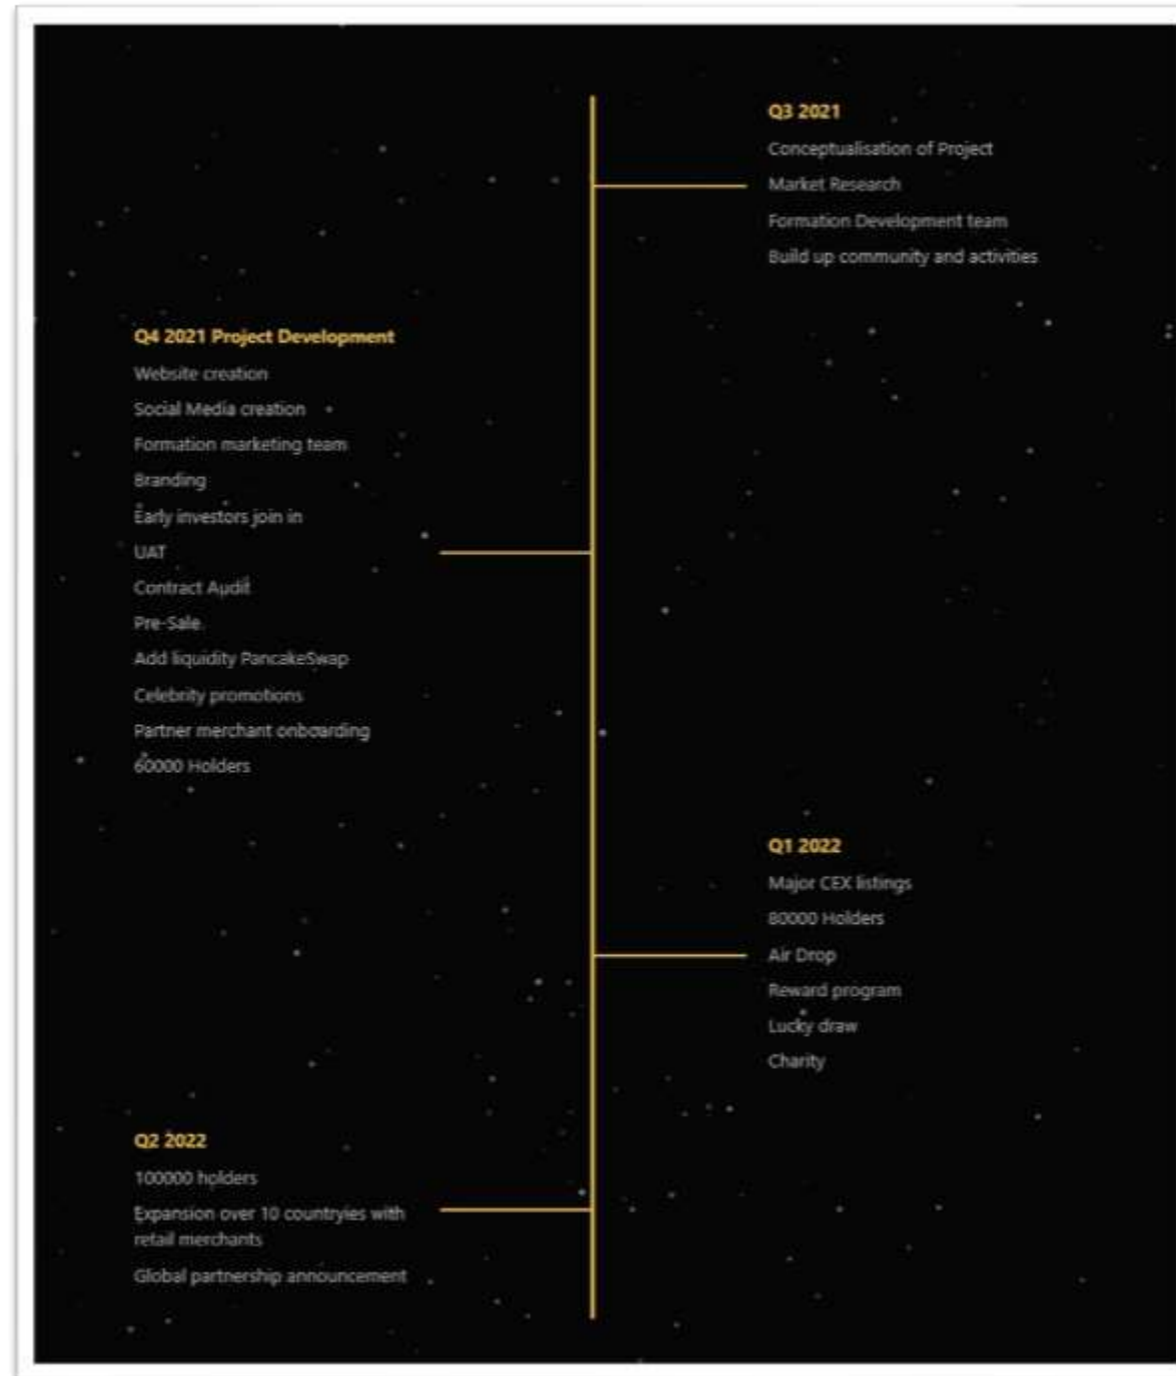 Q3 2021
Conceptualisation of Project
Market Research
Formation Development team
Build up community and activities
Q4 2021 Project Development
Website creation
Social Media creation
Formation marketing team
Branding
Early investors join in
UAT
Contract Audit
Pre-Sale
Add liquidity PancakeSwap
Celebrity promotions
Partner merchant onboarding
60000 Holders
Q1 2022
Major CEX listings
80000 Holders
Air Drop
Reward program
Lucky draw
Charity
Q2 2022
100000 holders
Expansion over 10 countryies with
retail merchants
Global partnership announcement